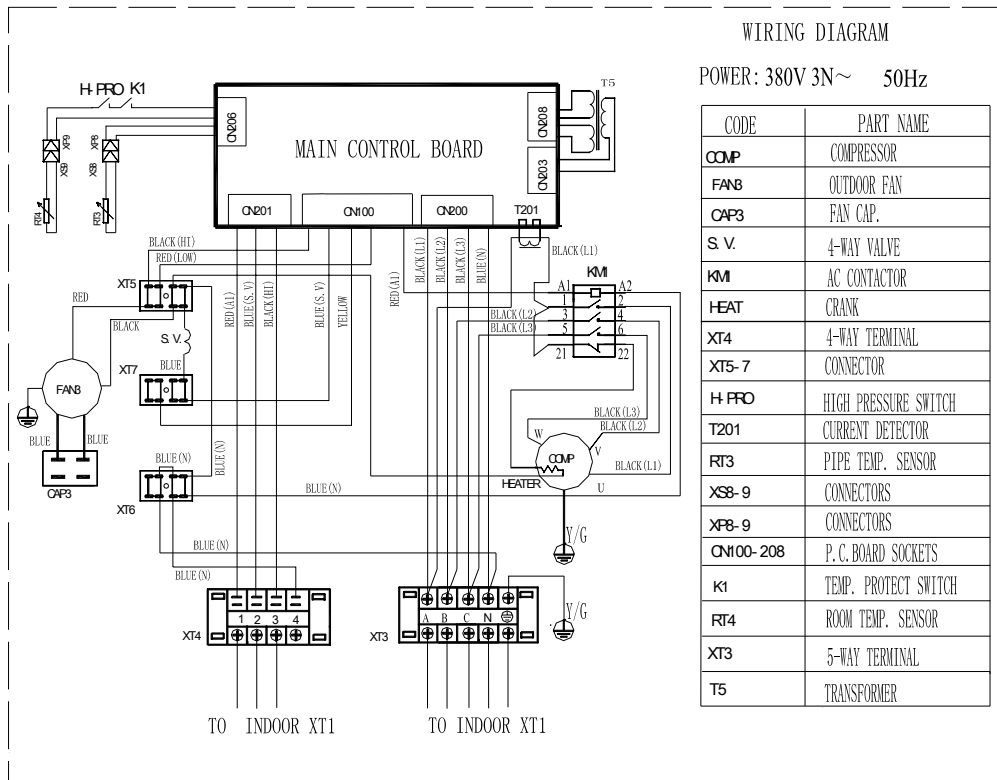 WIRING DIAGRAM
POWER: 380V 3N～ 50Hz
CODE PART NAME
COMP COMPRESSOR
FAN3 OUTDOOR FAN
CAP3 FAN CAP.
S. V. 4-WAY VALVE
KM1 AC CONTACTOR
HEAT CRANK
XT4 4-WAY TERMINAL
XT5-7 CONNECTOR
H-PRO HIGH PRESSURE SWITCH
T201 CURRENT DETECTOR
RT3 PIPE TEMP. SENSOR
XS8-9 CONNECTORS
XP8-9 CONNECTORS
CN100-208 P.C.BOARD SOCKETS
K1 TEMP. PROTECT SWITCH
RT4 ROOM TEMP. SENSOR
XT3 5-WAY TERMINAL
T5 TRANSFORMER
H-PRO K1
T5
CN206
CN208
MAIN CONTROL BOARD
CN203
XP9
XS9
XP8
XS8
RT4
RT3
CN201
CN100
CN200
T201
BLACK(HI)
RED(LOW)
RED(A1)
BLUE(S.V)
BLACK(HI)
BLUE(S.V)
YELLOW
RED(A1)
BLACK(L1)
BLACK(L2)
BLACK(L3)
BLUE(N)
BLACK(L1)
KM1
A1 A2
1 2
3 4
5 6
21 22
BLACK(L2)
BLACK(L3)
XT5
RED
BLACK
S. V.
BLUE
XT7
FAN3
BLUE
BLUE
CAP3
BLUE(N)
BLUE(N)
XT6
BLUE(N)
BLACK(L3)
BLACK(L2)
W
V
COMP
BLACK(L1)
HEATER
U
Y/G
BLUE(N)
BLUE(N)
1 2 3 4
XT4
A B C N
XT3
Y/G
TO INDOOR XT1
TO INDOOR XT1